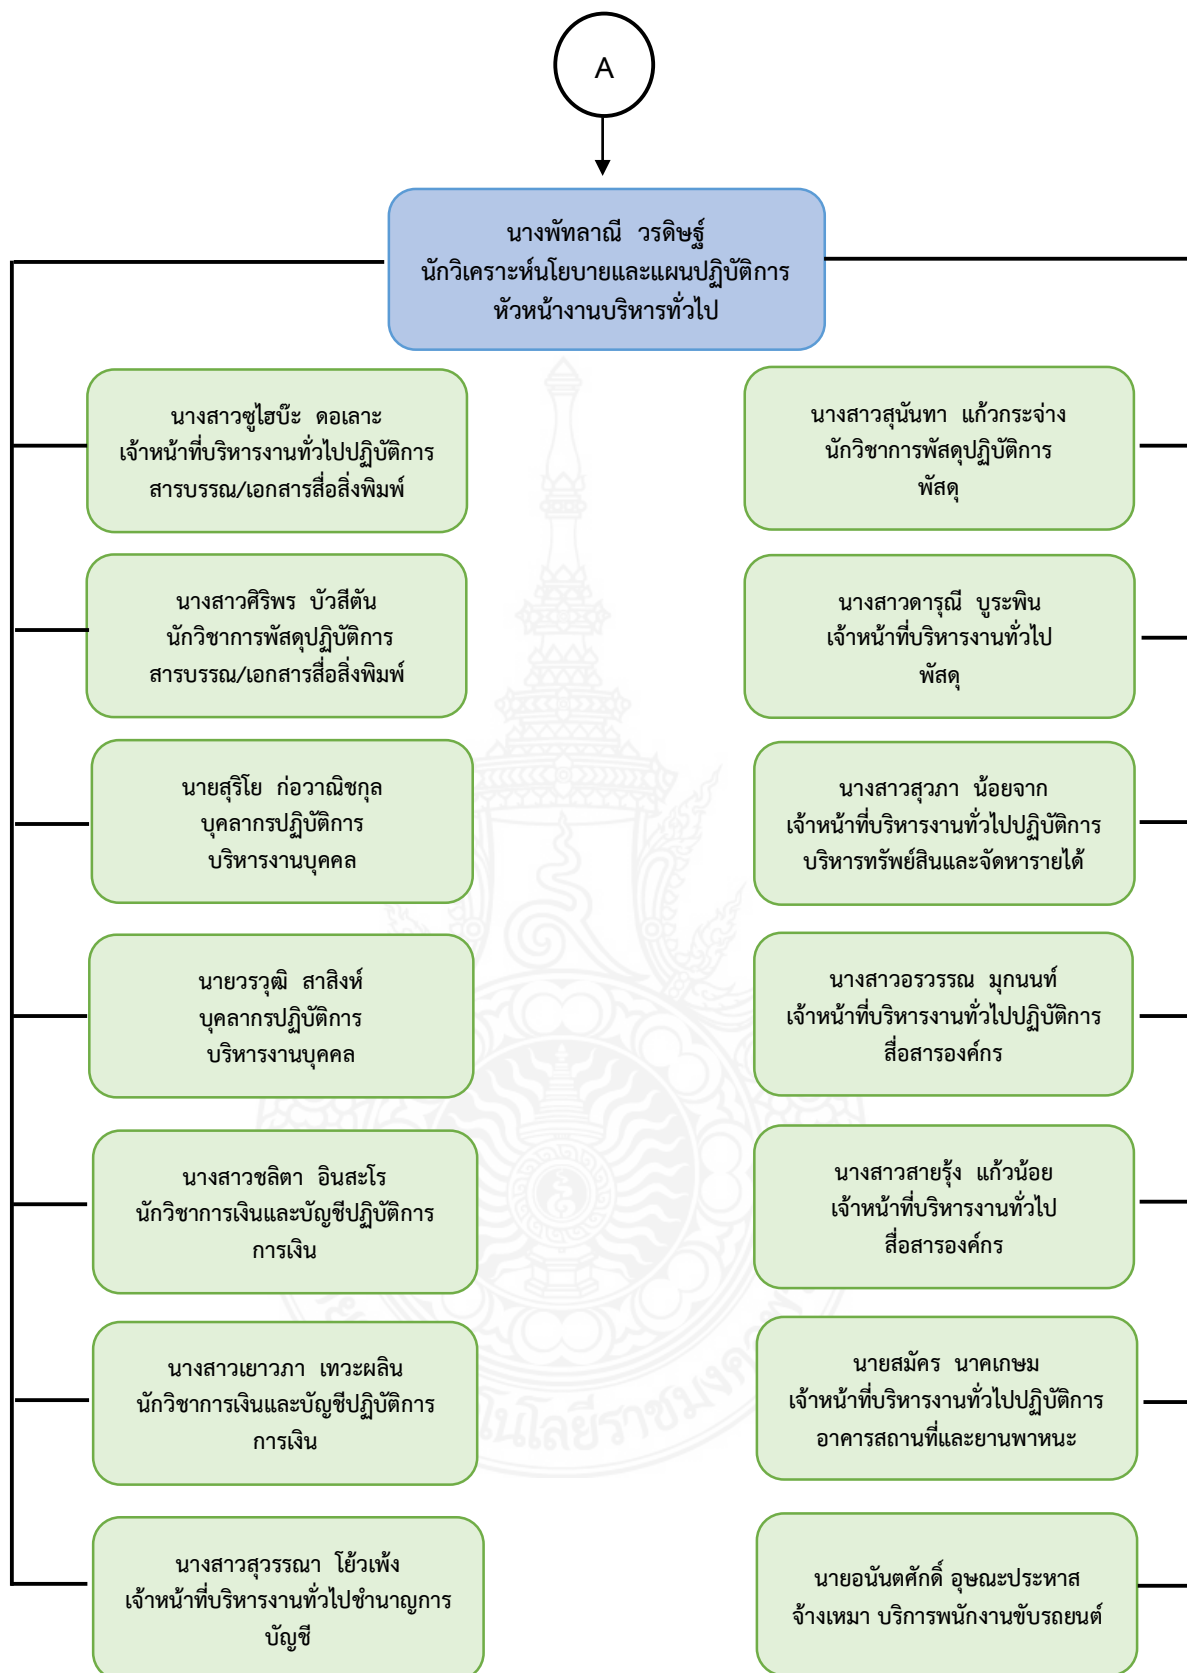 A
นางพัทลาณี วรดิษฐ์
นักวิเคราะห์นโยบายและแผนปฏิบัติการ
หัวหน้างานบริหารทั่วไป
นางสาวซูไฮบ๊ะ ดอเลาะ
เจ้าหน้าที่บริหารงานทั่วไปปฏิบัติการ
สารบรรณ/เอกสารสื่อสิ่งพิมพ์
นางสาวศิริพร บัวสีตัน
นักวิชาการพัสดุปฏิบัติการ
สารบรรณ/เอกสารสื่อสิ่งพิมพ์
นายสุริโย ก่อวาณิชกุล
บุคลากรปฏิบัติการ
บริหารงานบุคคล
นายวรวุฒิ สาสิงห์
บุคลากรปฏิบัติการ
บริหารงานบุคคล
นางสาวชลิตา อินสะโร
นักวิชาการเงินและบัญชีปฏิบัติการ
การเงิน
นางสาวเยาวภา เทวะผลิน
นักวิชาการเงินและบัญชีปฏิบัติการ
การเงิน
นางสาวสุวรรณา โย้วเพ้ง
เจ้าหน้าที่บริหารงานทั่วไปชำนาญการ
บัญชี
นางสาวสุนันทา แก้วกระจ่าง
นักวิชาการพัสดุปฏิบัติการ
พัสดุ
นางสาวดารุณี บูระพิน
เจ้าหน้าที่บริหารงานทั่วไป
พัสดุ
นางสาวสุวภา น้อยจาก
เจ้าหน้าที่บริหารงานทั่วไปปฏิบัติการ
บริหารทรัพย์สินและจัดหารายได้
นางสาวอรวรรณ มุกนนท์
เจ้าหน้าที่บริหารงานทั่วไปปฏิบัติการ
สื่อสารองค์กร
นางสาวสายรุ้ง แก้วน้อย
เจ้าหน้าที่บริหารงานทั่วไป
สื่อสารองค์กร
นายสมัคร นาคเกษม
เจ้าหน้าที่บริหารงานทั่วไปปฏิบัติการ
อาคารสถานที่และยานพาหนะ
นายอนันตศักดิ์ อุษณะประหาส
จ้างเหมา บริการพนักงานขับรถยนต์